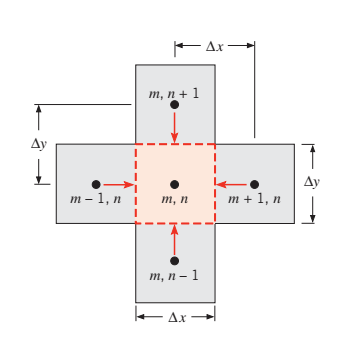 Δx
m, n + 1
Δy
Δy
m − 1, n
m, n
m + 1, n
m, n − 1
Δx